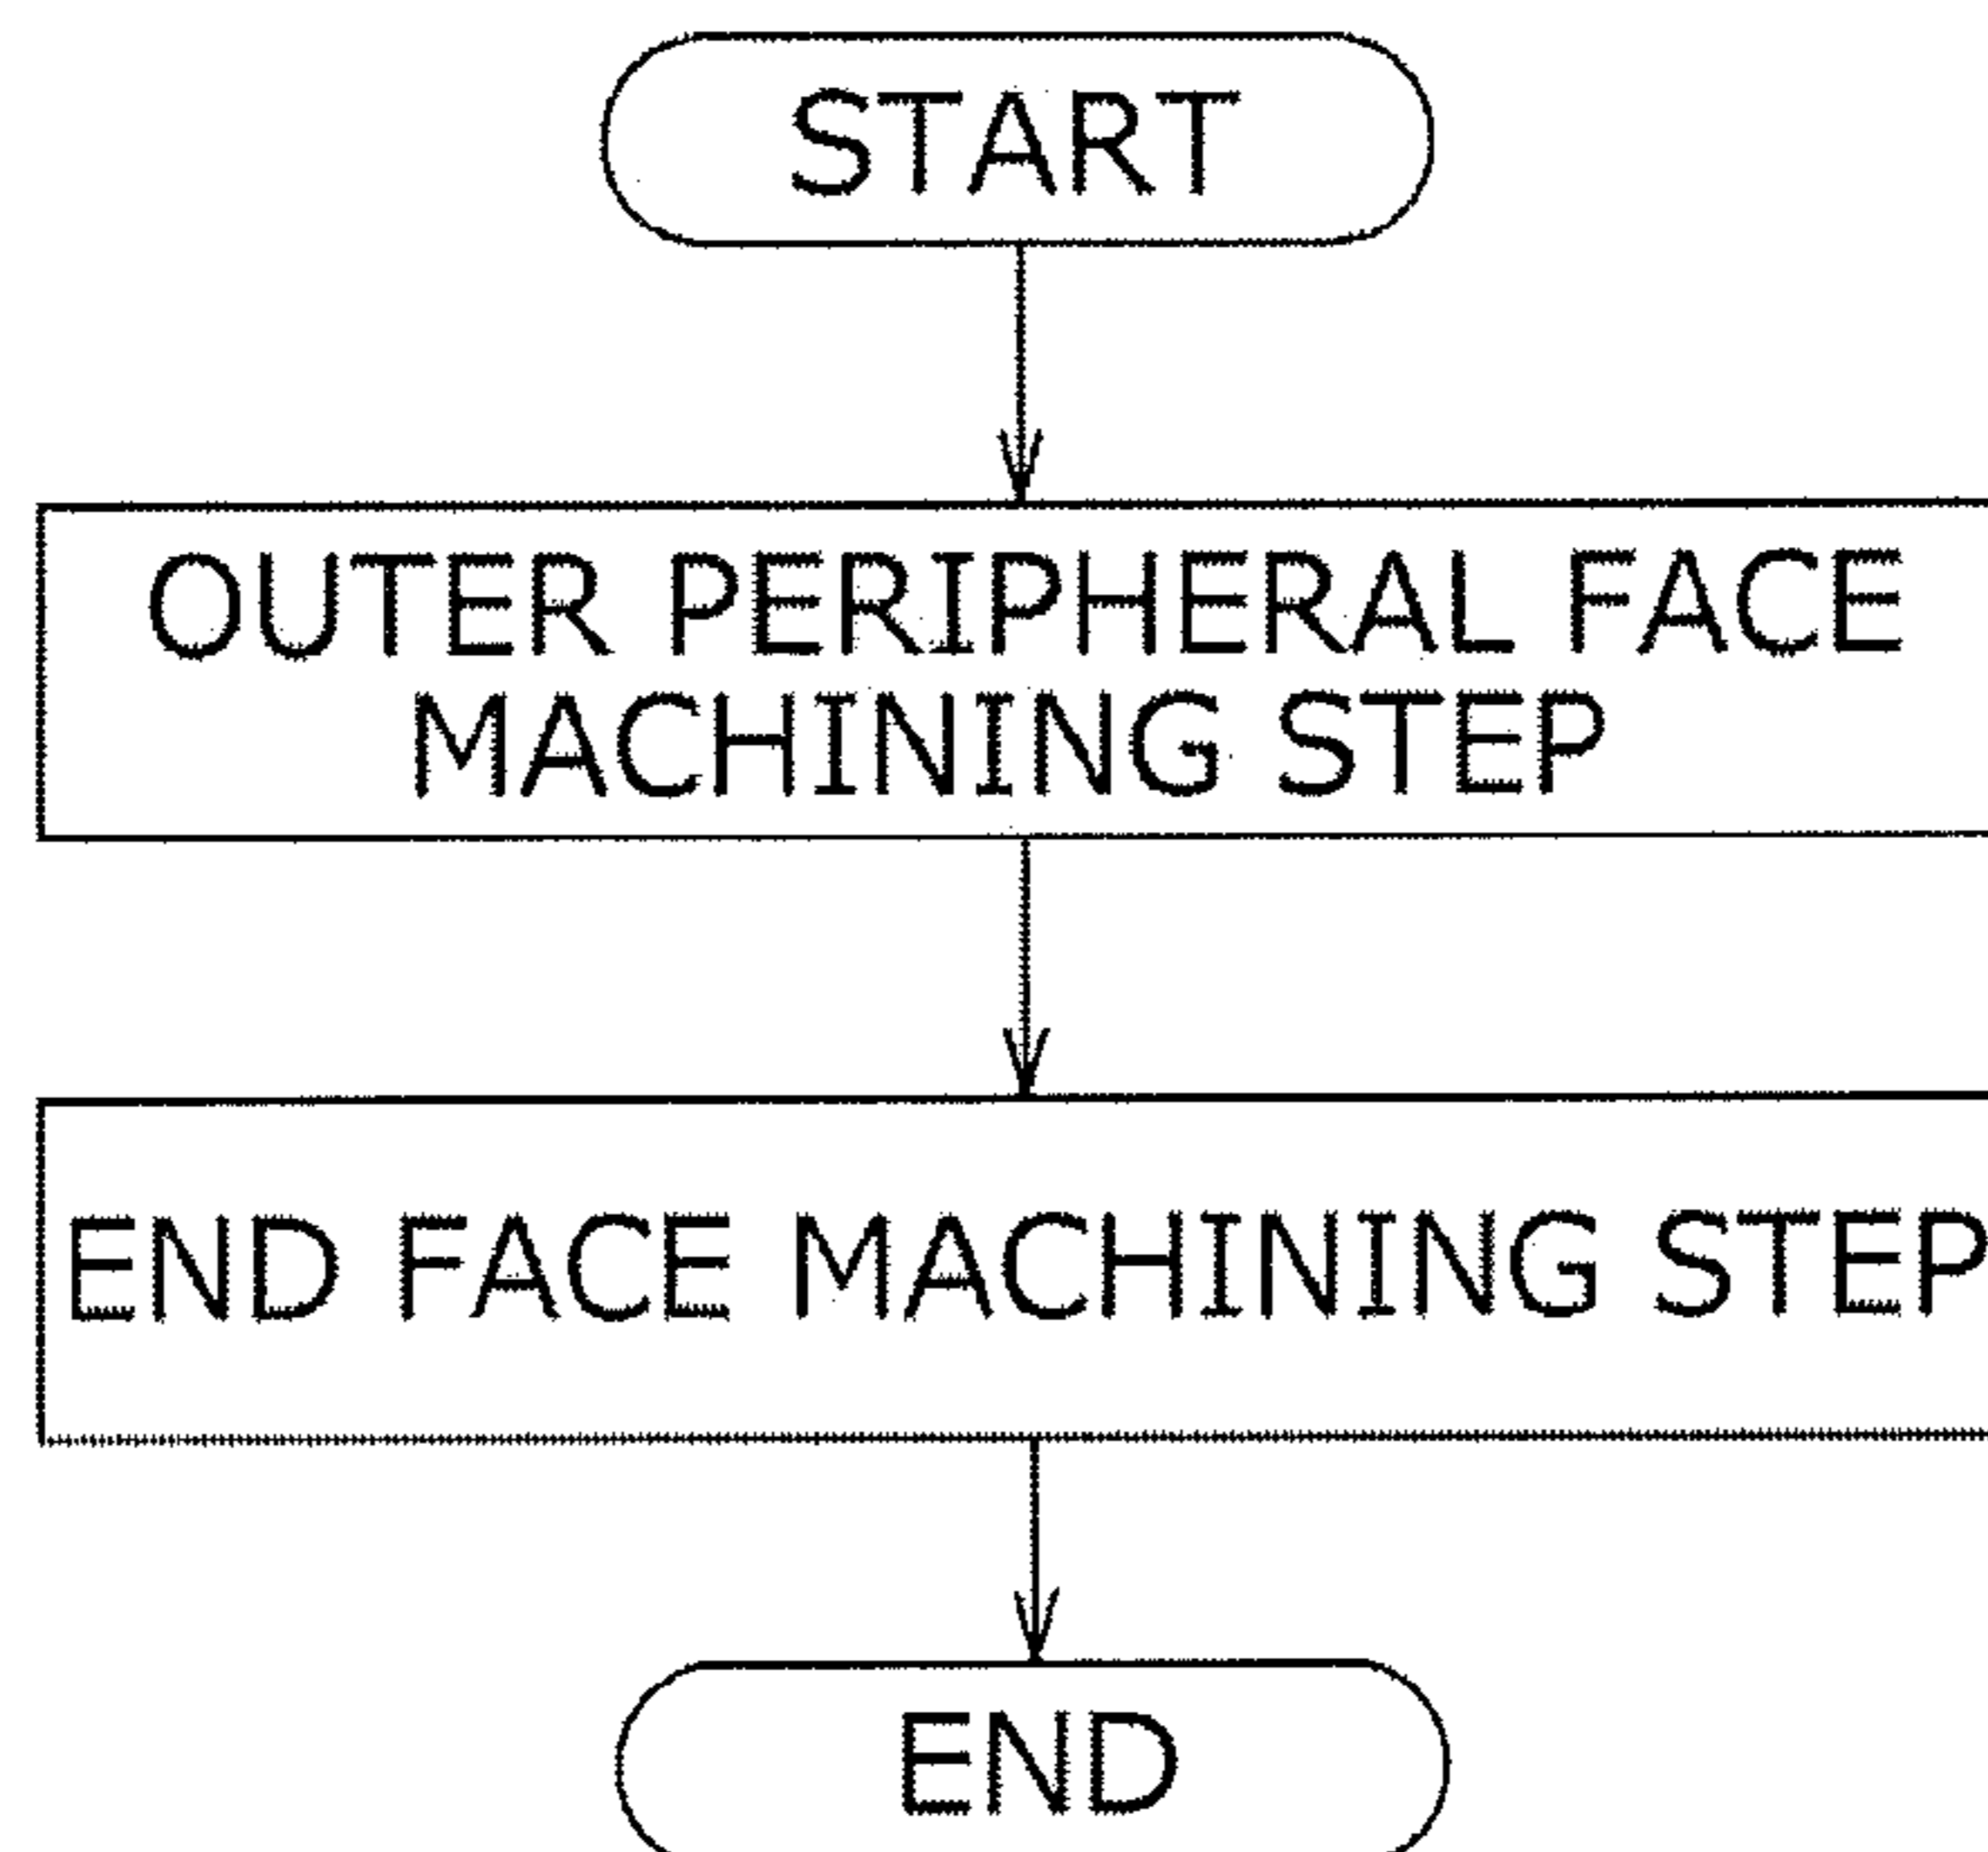 START
OUTER PERIPHERAL FACE
MACHINING STEP
END FACE MACHINING STEP
END